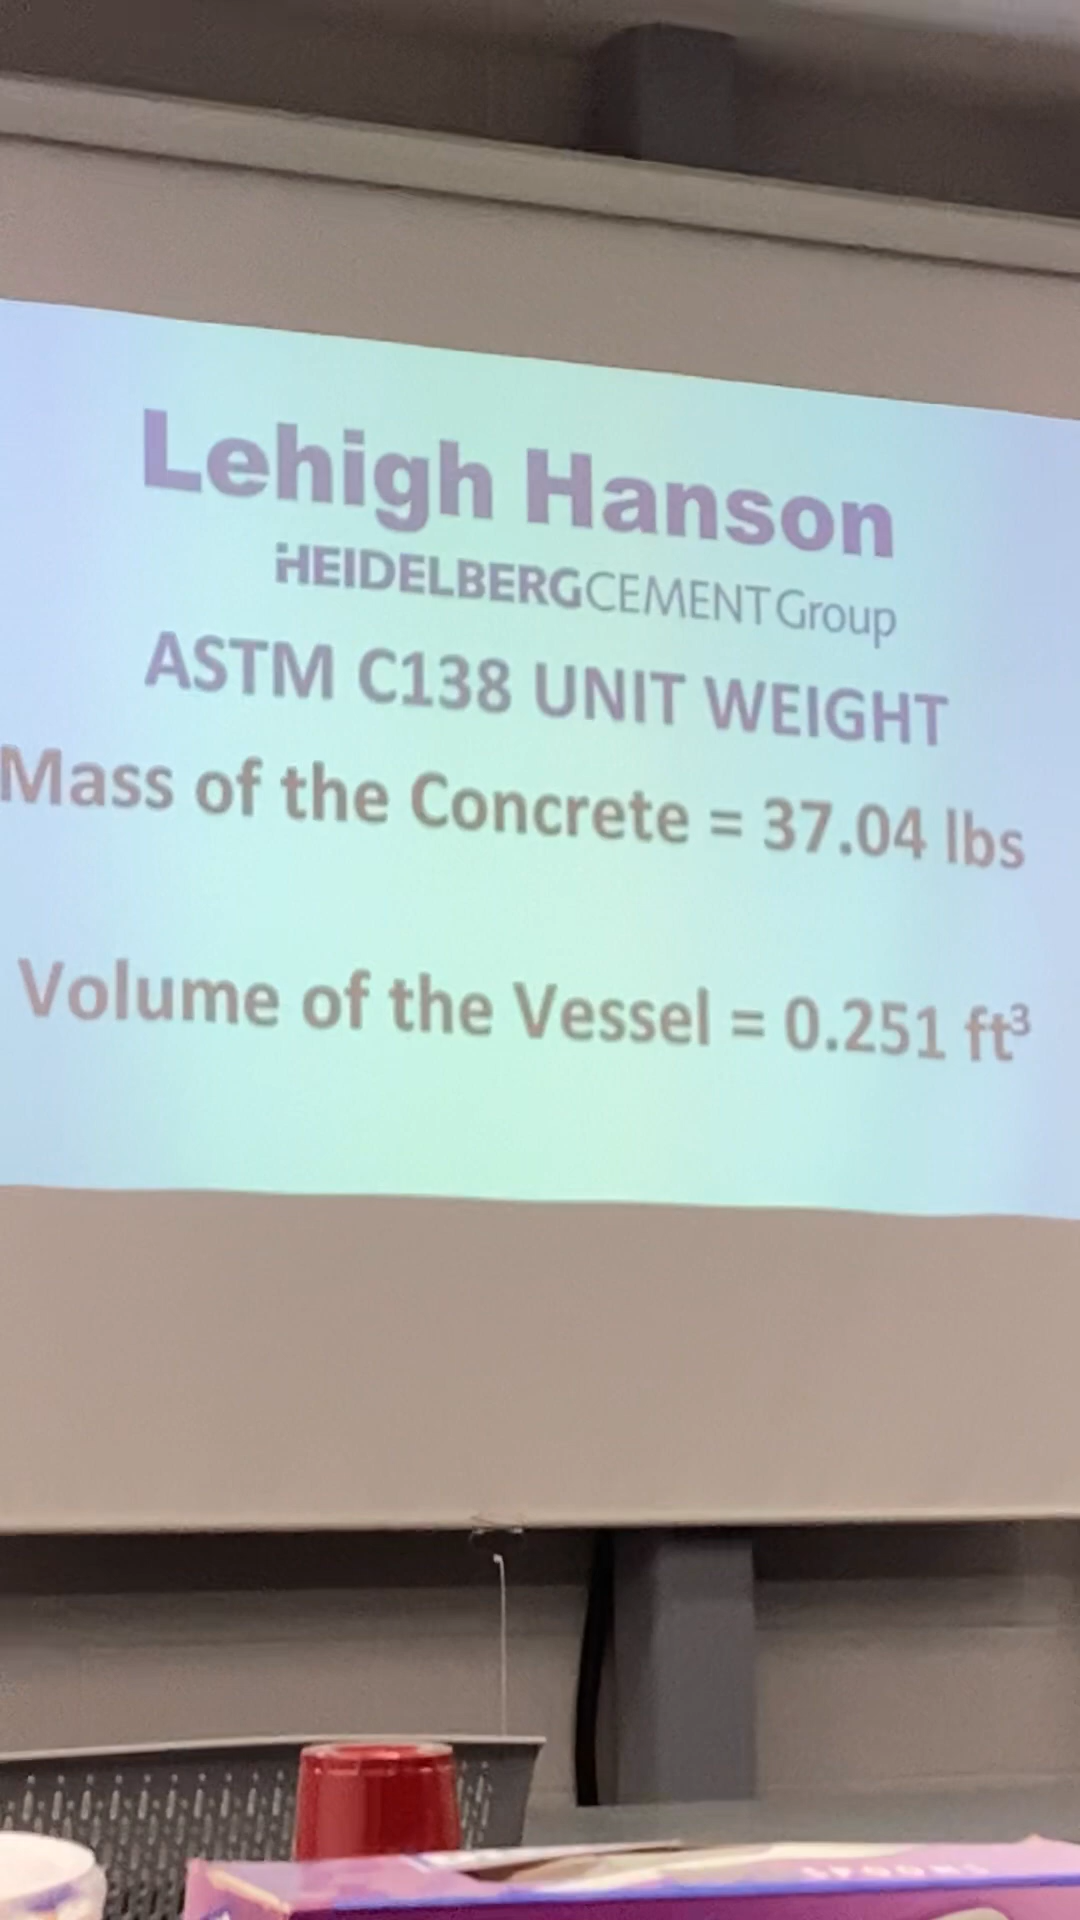 Lehigh Hanson
HEIDELBERGCEMENT Group
ASTM C138 UNIT WEIGHT
Mass of the Concrete = 37.04 lbs
Volume of the Vessel = 0.251 ft³
SPOONS